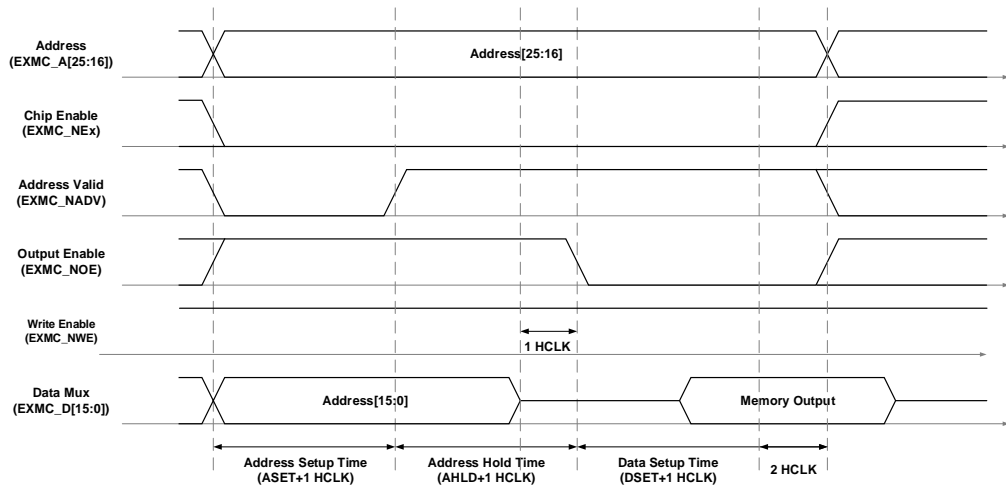 Address
(EXMC_A[25:16])
Address[25:16]
Chip Enable
(EXMC_NEx)
Address Valid
(EXMC_NADV)
Output Enable
(EXMC_NOE)
Write Enable
(EXMC_NWE)
1 HCLK
Data Mux
(EXMC_D[15:0])
Address[15:0]
Memory Output
Address Setup Time
(ASET+1 HCLK)
Address Hold Time
(AHLD+1 HCLK)
Data Setup Time
(DSET+1 HCLK)
2 HCLK